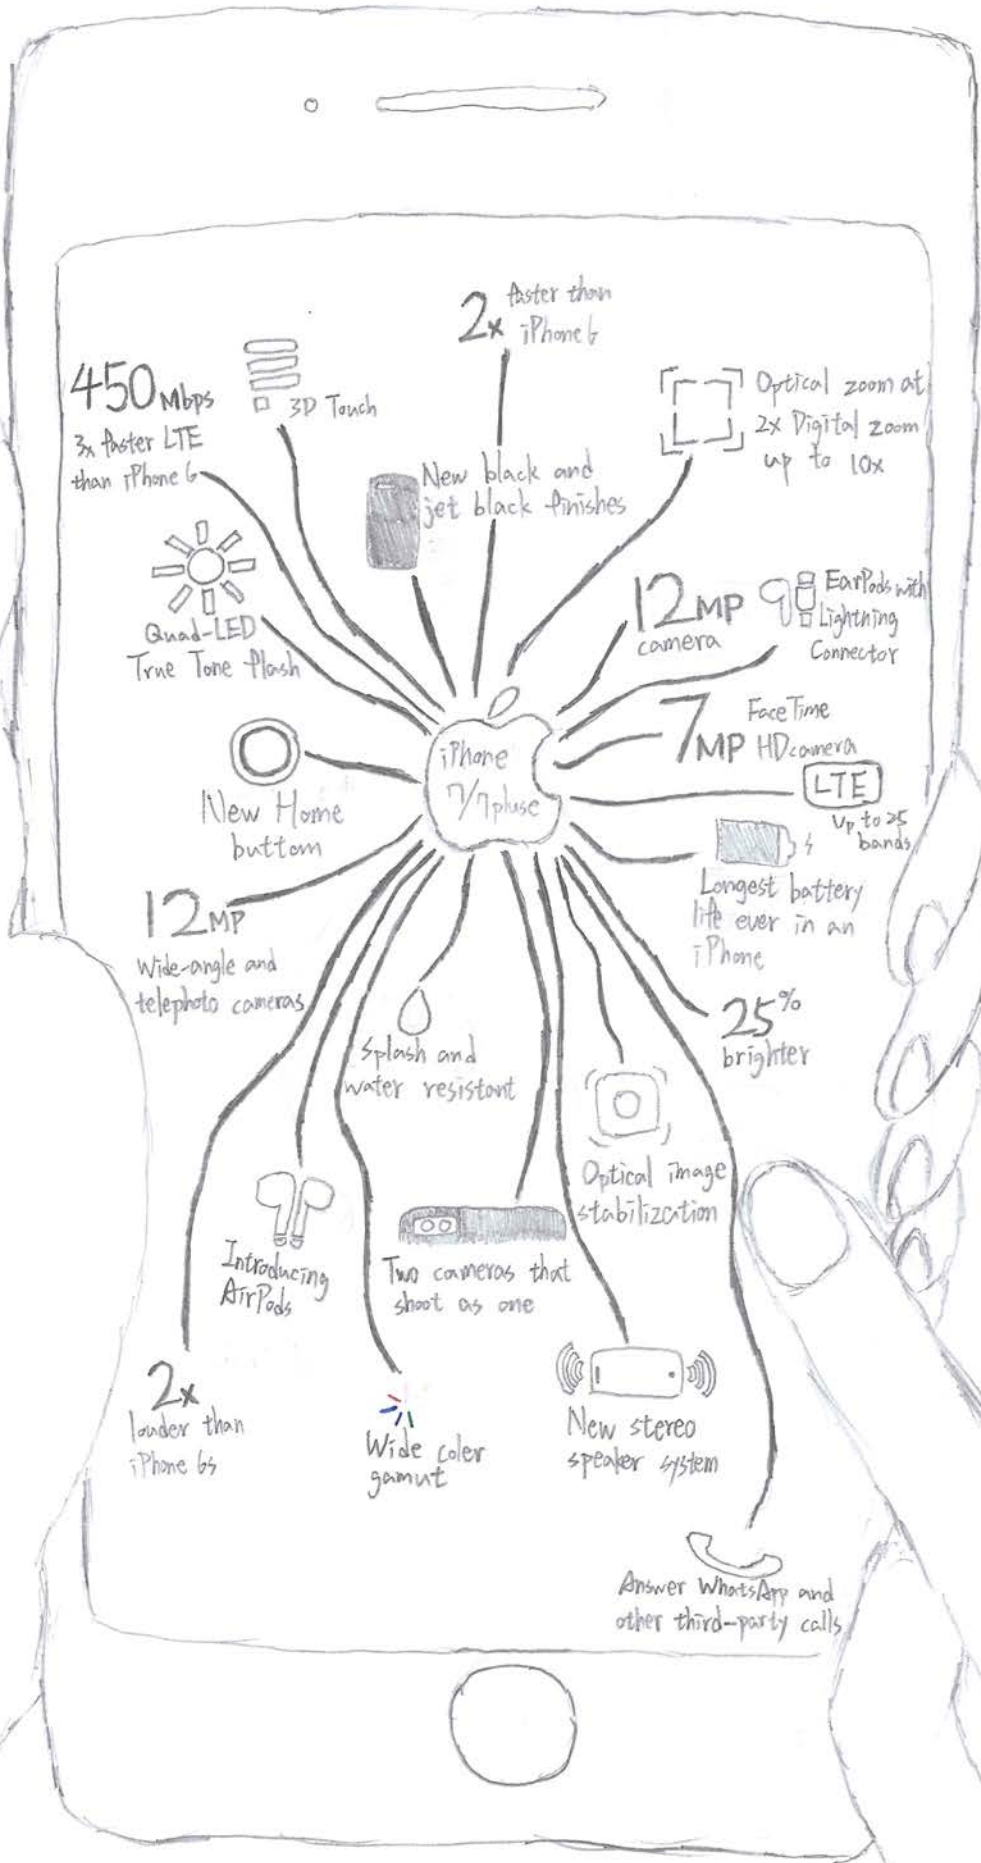 2x faster than
iPhone 6
450 Mbps
3x faster LTE
than iPhone 6
3D Touch
Optical zoom at
2x Digital zoom
up to 10x
New black and
jet black finishes
Quad-LED
True Tone flash
12MP
camera
EarPods with
Lightning
Connector
7MP
FaceTime
HD camera
iPhone
7/7pluse
New Home
buttom
LTE
Up to 25
bands
Longest battery
life ever in an
iPhone
12MP
Wide-angle and
telephoto cameras
25%
brighter
Splash and
water resistant
Optical image
stabilization
Introducing
AirPods
Two cameras that
shoot as one
2x
louder than
iPhone 6s
Wide coler
gamut
New stereo
speaker system
Answer WhatsApp and
other third-party calls